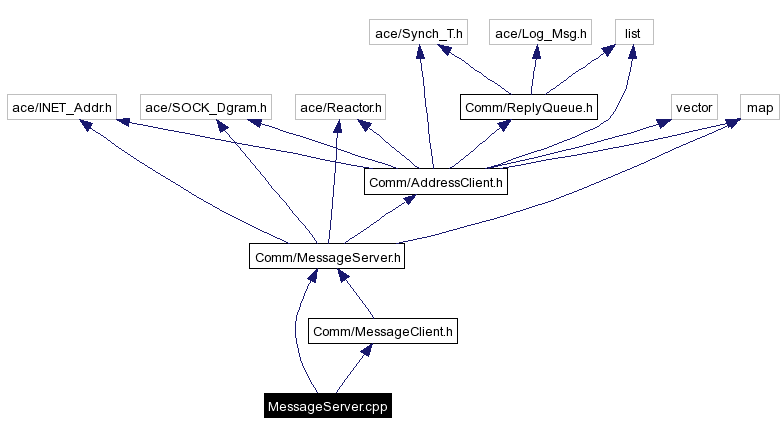 ace/Synch_T.h
ace/Log_Msg.h
list
ace/INET_Addr.h
ace/SOCK_Dgram.h
ace/Reactor.h
Comm/ReplyQueue.h
vector
map
Comm/AddressClient.h
Comm/MessageServer.h
Comm/MessageClient.h
MessageServer.cpp